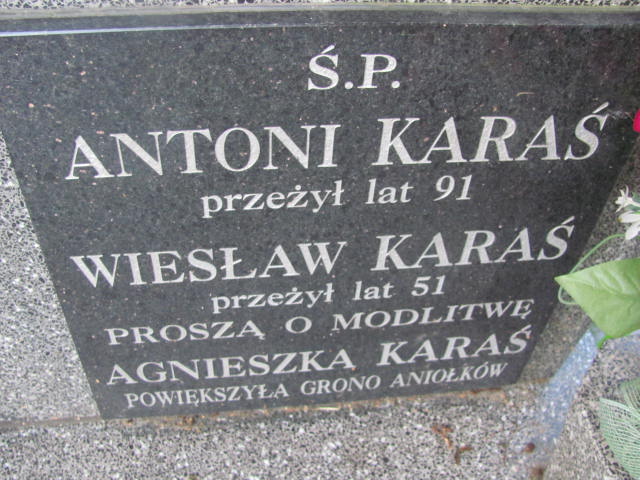 Ś.P.
ANTONI KARAŚ
przeżył lat 91
WIESŁAW KARAŚ
przeżył lat 51
PROSZĄ O MODLITWĘ
AGNIESZKA KARAŚ
POWIĘKSZYŁA GRONO ANIOŁKÓW